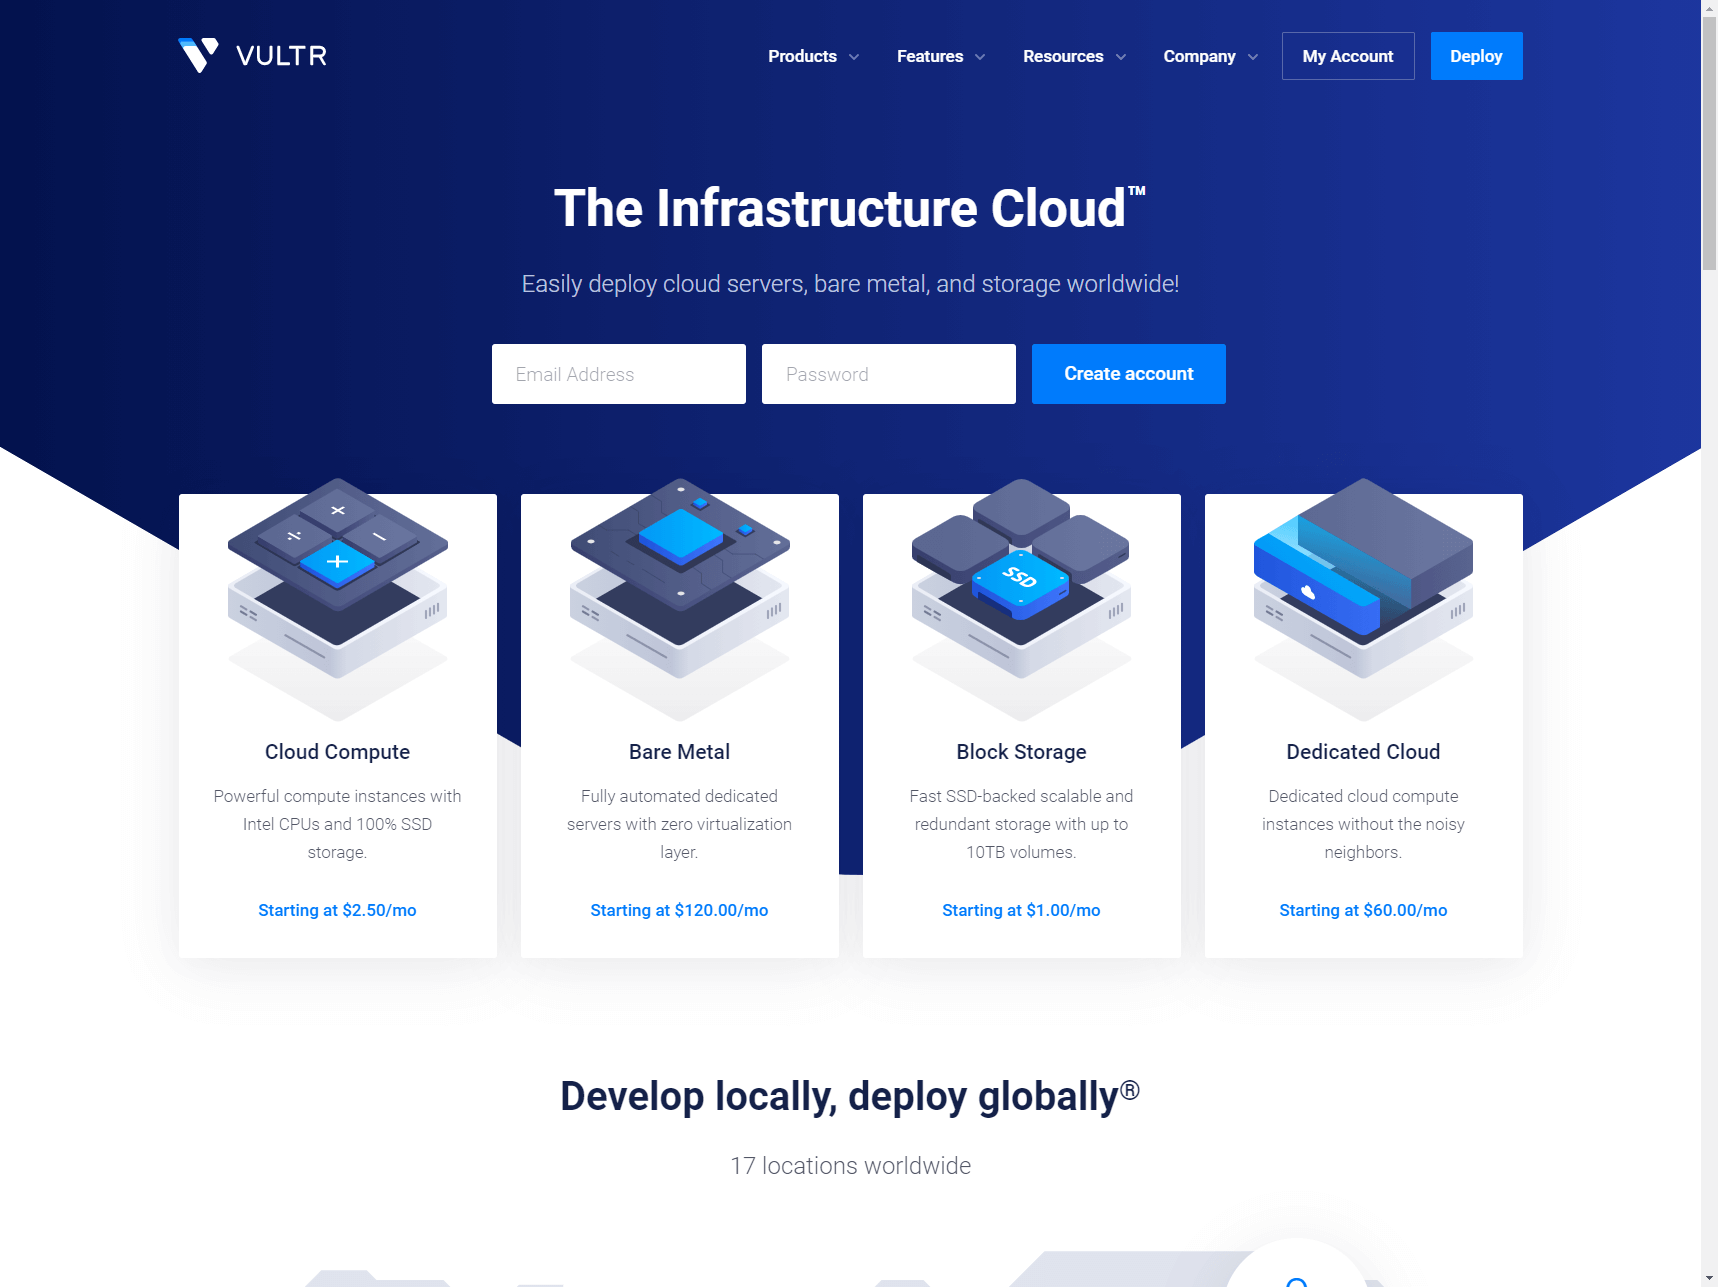 VULTR
Products
Features
Resources
Company
My Account
Deploy
The Infrastructure Cloud™
Easily deploy cloud servers, bare metal, and storage worldwide!
Email Address
Password
Create account
SSD
Cloud Compute
Powerful compute instances with
Intel CPUs and 100% SSD
storage.
Starting at $2.50/mo
Bare Metal
Fully automated dedicated
servers with zero virtualization
layer.
Starting at $120.00/mo
Block Storage
Fast SSD-backed scalable and
redundant storage with up to
10TB volumes.
Starting at $1.00/mo
Dedicated Cloud
Dedicated cloud compute
instances without the noisy
neighbors.
Starting at $60.00/mo
Develop locally, deploy globally®
17 locations worldwide